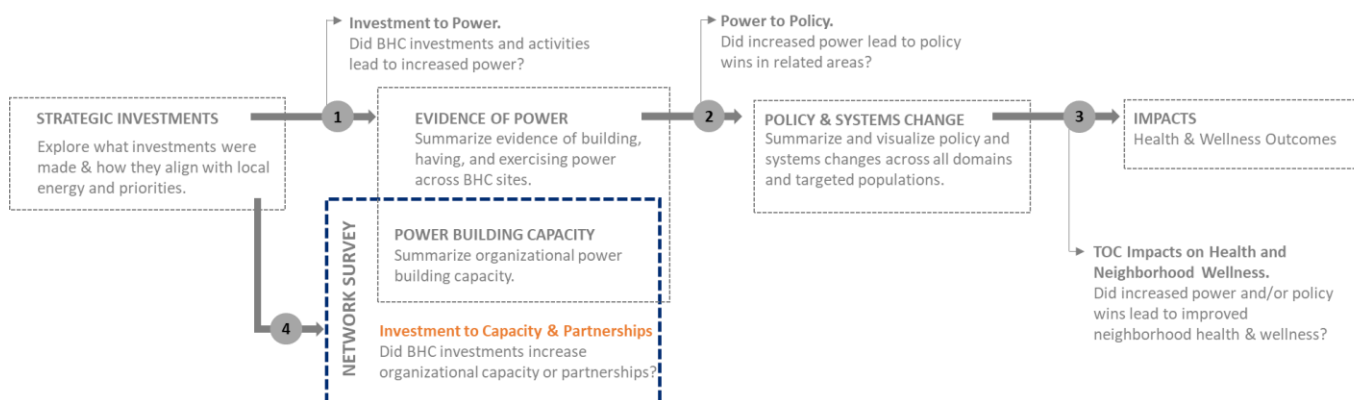 Investment to Power.
Did BHC investments and activities
lead to increased power?
Power to Policy.
Did increased power lead to policy
wins in related areas?
STRATEGIC INVESTMENTS
Explore what investments were
made & how they align with local
energy and priorities.
1
EVIDENCE OF POWER
Summarize evidence of building,
having, and exercising power
across BHC sites.
2
POLICY & SYSTEMS CHANGE
Summarize and visualize policy and
systems changes across all domains
and targeted populations.
3
IMPACTS
Health & Wellness Outcomes
4
NETWORK SURVEY
POWER BUILDING CAPACITY
Summarize organizational power
building capacity.
Investment to Capacity & Partnerships
Did BHC investments increase
organizational capacity or partnerships?
TOC Impacts on Health and
Neighborhood Wellness.
Did increased power and/or policy
wins lead to improved
neighborhood health & wellness?